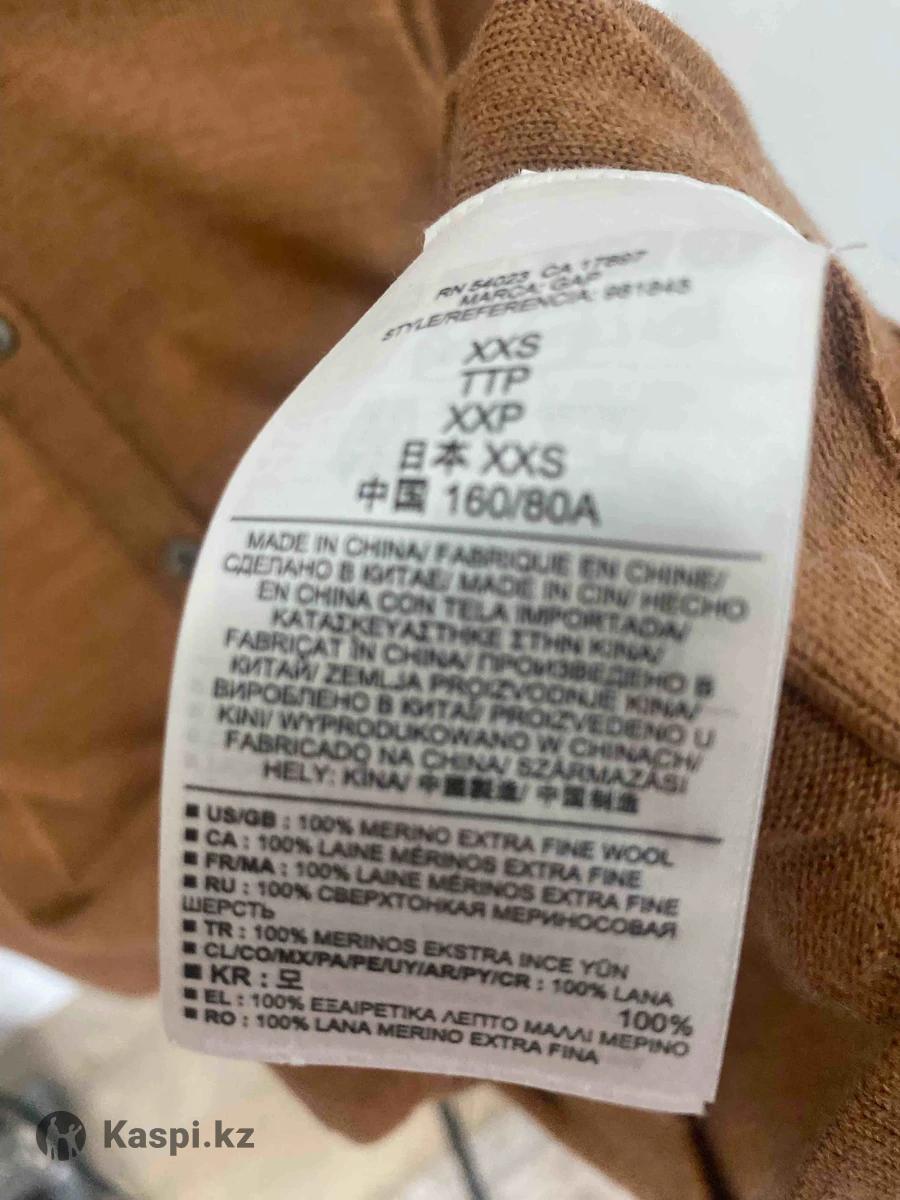 RN 54023 CA 17897
MARCA: GAP
STYLE/REFERENCIA: 981845
XXS
TTP
XXP
日本 XXS
中国 160/80A
MADE IN CHINA/ FABRIQUE EN CHINE/
СДЕЛАНО В КИТАЕ/ MADE IN CIN/ HECHO
EN CHINA CON TELA IMPORTADA/
ΚΑΤΑΣΚΕΥΑΣΤΗΚΕ ΣΤΗΝ ΚΙΝΑ/
FABRICAT ÎN CHINA/ ПРОИЗВЕДЕНО В
КИТАЙ/ ZEMLJA PROIZVODNJE KINA/
ВИРОБЛЕНО В КИТАЇ/ PROIZVEDENO U
KINI/ WYPRODUKOWANO W CHINACH/
FABRICADO NA CHINA/ SZÁRMAZÁSI
HELY: KÍNA/ 中國製造/ 中国制造
■ US/GB : 100% MERINO EXTRA FINE WOOL
■ CA : 100% LAINE MÉRINOS EXTRA FINE
■ FR/MA : 100% LAINE MÉRINOS EXTRA FINE
■ RU : 100% СВЕРХТОНКАЯ МЕРИНОСОВАЯ
ШЕРСТЬ
■ TR : 100% MERINOS EKSTRA INCE YÜN
■ CL/CO/MX/PA/PE/UY/AR/PY/CR : 100% LANA
■ KR : 모 100%
■ EL : 100% ΕΞΑΙΡΕΤΙΚΑ ΛΕΠΤΟ ΜΑΛΛΙ ΜΕΡΙΝΟ
■ RO : 100% LANA MERINO EXTRA FINA
Kaspi.kz